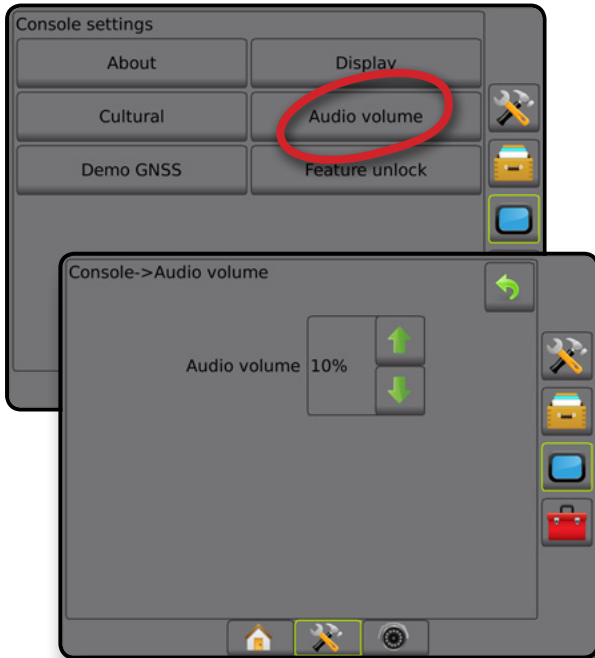 Console settings
About
Display
Cultural
Audio volume
Demo GNSS
Feature unlock
Console->Audio volume
Audio volume 10%